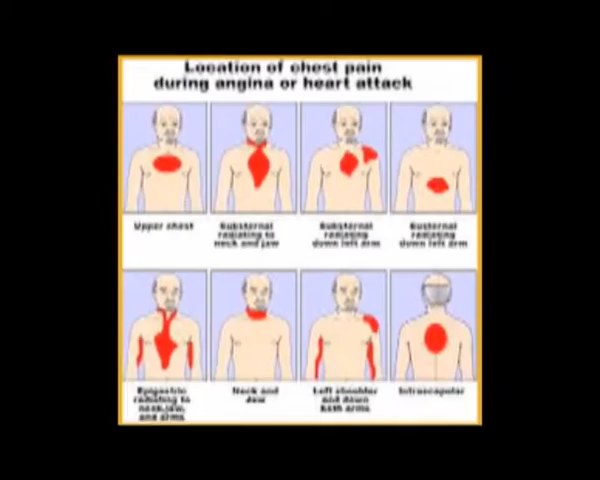 Location of chest pain
during angina or heart attack
Upper chest
Substernal
radiating to
neck and jaw
Substernal
radiating
down left arm
radiating
down left arm
Epigastric
radiating to
neck, jaw,
and arms
Neck and
Jaw
Left shoulder
and down
both arms
Intrascapular